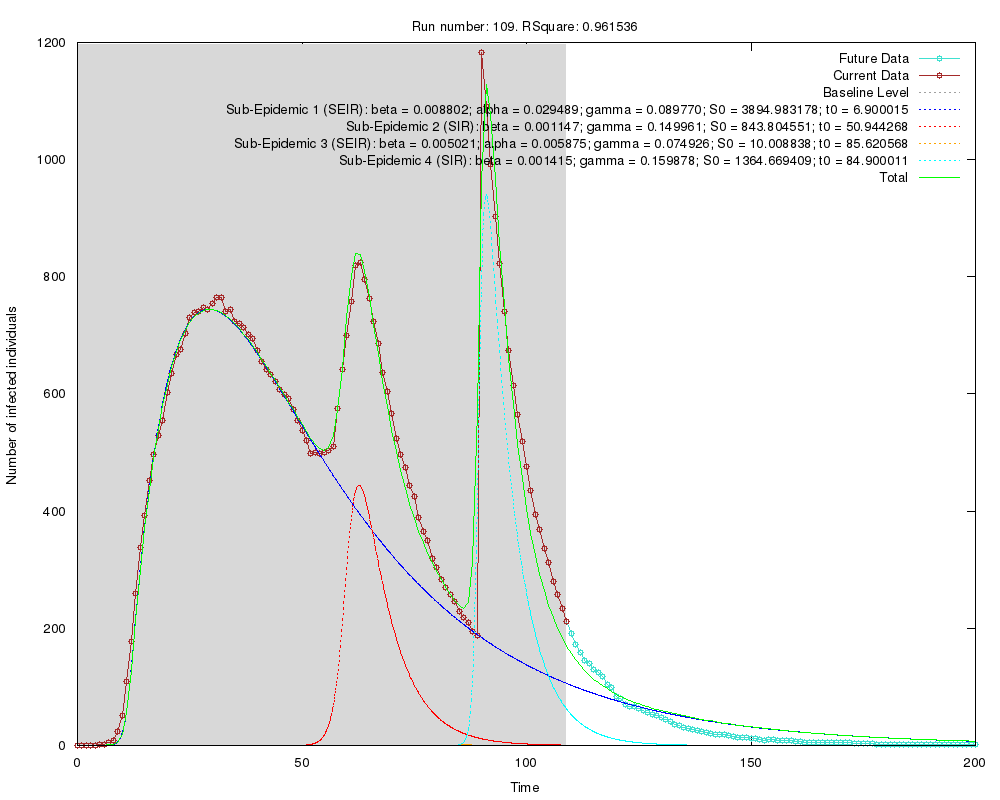 Run number: 109. RSquare: 0.961536
1200
1000
800
600
400
200
0
0
50
100
150
200
Number of infected individuals
Time
Future Data
Current Data
Baseline Level
Sub-Epidemic 1 (SEIR): beta = 0.008802; alpha = 0.029489; gamma = 0.089770; S0 = 3894.983178; t0 = 6.900015
Sub-Epidemic 2 (SIR): beta = 0.001147; gamma = 0.149961; S0 = 843.804551; t0 = 50.944268
Sub-Epidemic 3 (SEIR): beta = 0.005021; alpha = 0.005875; gamma = 0.074926; S0 = 10.008838; t0 = 85.620568
Sub-Epidemic 4 (SIR): beta = 0.001415; gamma = 0.159878; S0 = 1364.669409; t0 = 84.900011
Total